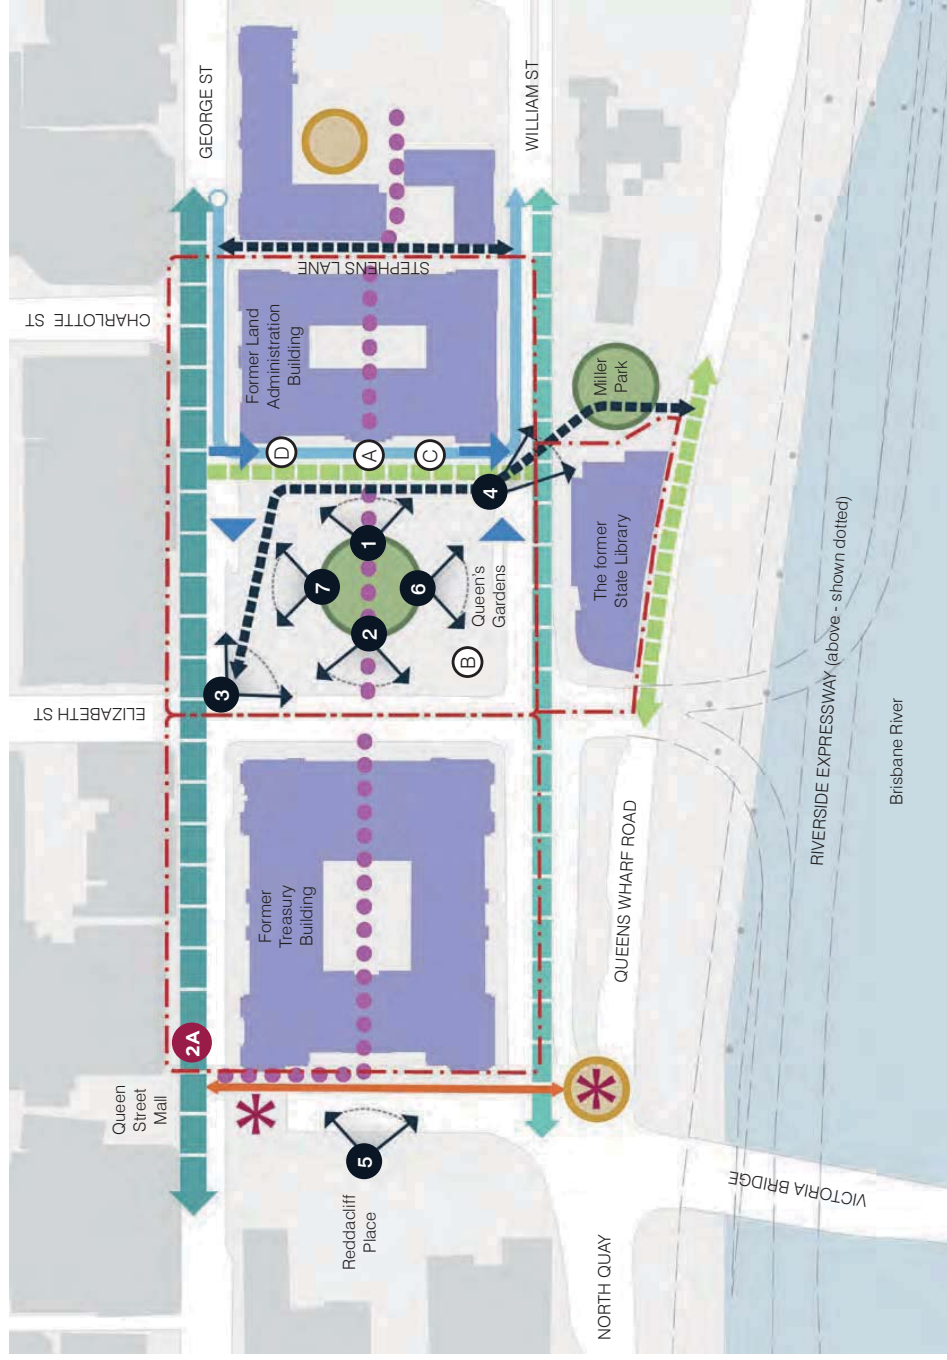 GEORGE ST
WILLIAM ST
CHARLOTTE ST
STEPHENS LANE
Former Land
Administration
Building
Miller
Park
D
A
C
4
1
7
6
2
3
Queen's
Gardens
B
The former
State Library
ELIZABETH ST
RIVERSIDE EXPRESSWAY (above - shown dotted)
Brisbane River
Former
Treasury
Building
QUEENS WHARF ROAD
2A
Queen
Street
Mall
5
Reddacliff
Place
VICTORIA BRIDGE
NORTH QUAY